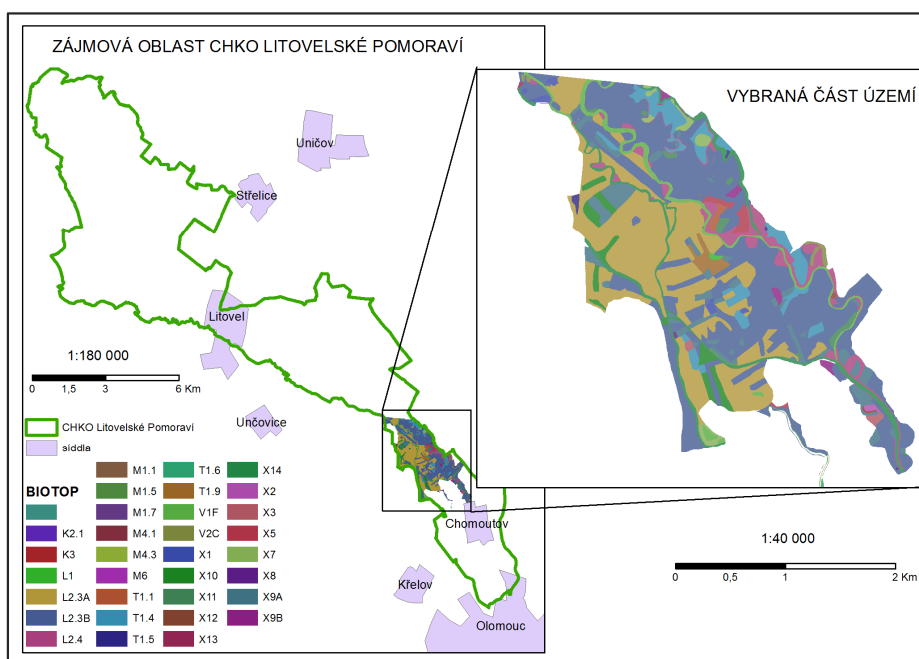 ZÁJMOVÁ OBLAST CHKO LITOVELSKÉ POMORAVÍ
VYBRANÁ ČÁST ÚZEMÍ
Uničov
Střelice
Litovel
1:180 000
0 1,5 3 6 Km
Unčovice
CHKO Litovelské Pomoraví
sídla
BIOTOP
K2.1
K3
L1
L2.3A
L2.3B
L2.4
M1.1
M1.5
M1.7
M4.1
M4.3
M6
T1.1
T1.4
T1.5
T1.6
T1.9
V1F
V2C
X1
X10
X11
X12
X13
X14
X2
X3
X5
X7
X8
X9A
X9B
Chomoutov
Křelov
Olomouc
1:40 000
0 0,5 1 2 Km